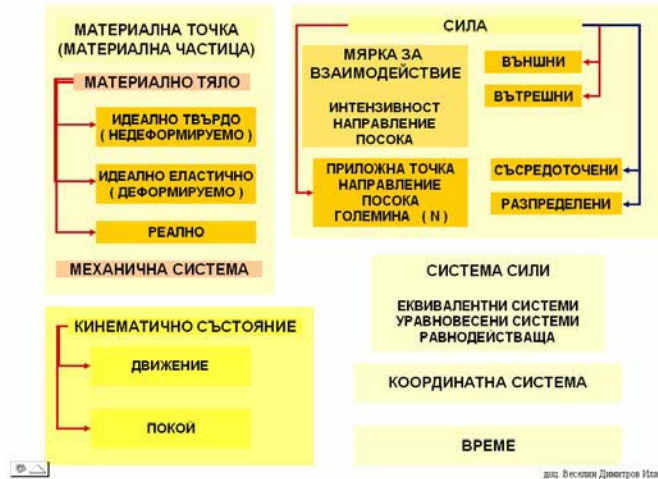 МАТЕРИАЛНА ТОЧКА
(МАТЕРИАЛНА ЧАСТИЦА)
МАТЕРИАЛНО ТЯЛО
ИДЕАЛНО ТВЪРДО
( НЕДЕФОРМИРУЕМО )
ИДЕАЛНО ЕЛАСТИЧНО
( ДЕФОРМИРУЕМО )
РЕАЛНО
МЕХАНИЧНА СИСТЕМА
КИНЕМАТИЧНО СЪСТОЯНИЕ
ДВИЖЕНИЕ
ПОКОЙ
СИЛА
МЯРКА ЗА
ВЗАИМОДЕЙСТВИЕ
ИНТЕНЗИВНОСТ
НАПРАВЛЕНИЕ
ПОСОКА
ПРИЛОЖНА ТОЧКА
НАПРАВЛЕНИЕ
ПОСОКА
ГОЛЕМИНА ( N )
ВЪНШНИ
ВЪТРЕШНИ
СЪСРЕДОТОЧЕНИ
РАЗПРЕДЕЛЕНИ
СИСТЕМА СИЛИ
ЕКВИВАЛЕНТНИ СИСТЕМИ
УРАВНОВЕСЕНИ СИСТЕМИ
РАВНОДЕЙСТВАЩА
КООРДИНАТНА СИСТЕМА
ВРЕМЕ
доц. Веселин Димитров Или